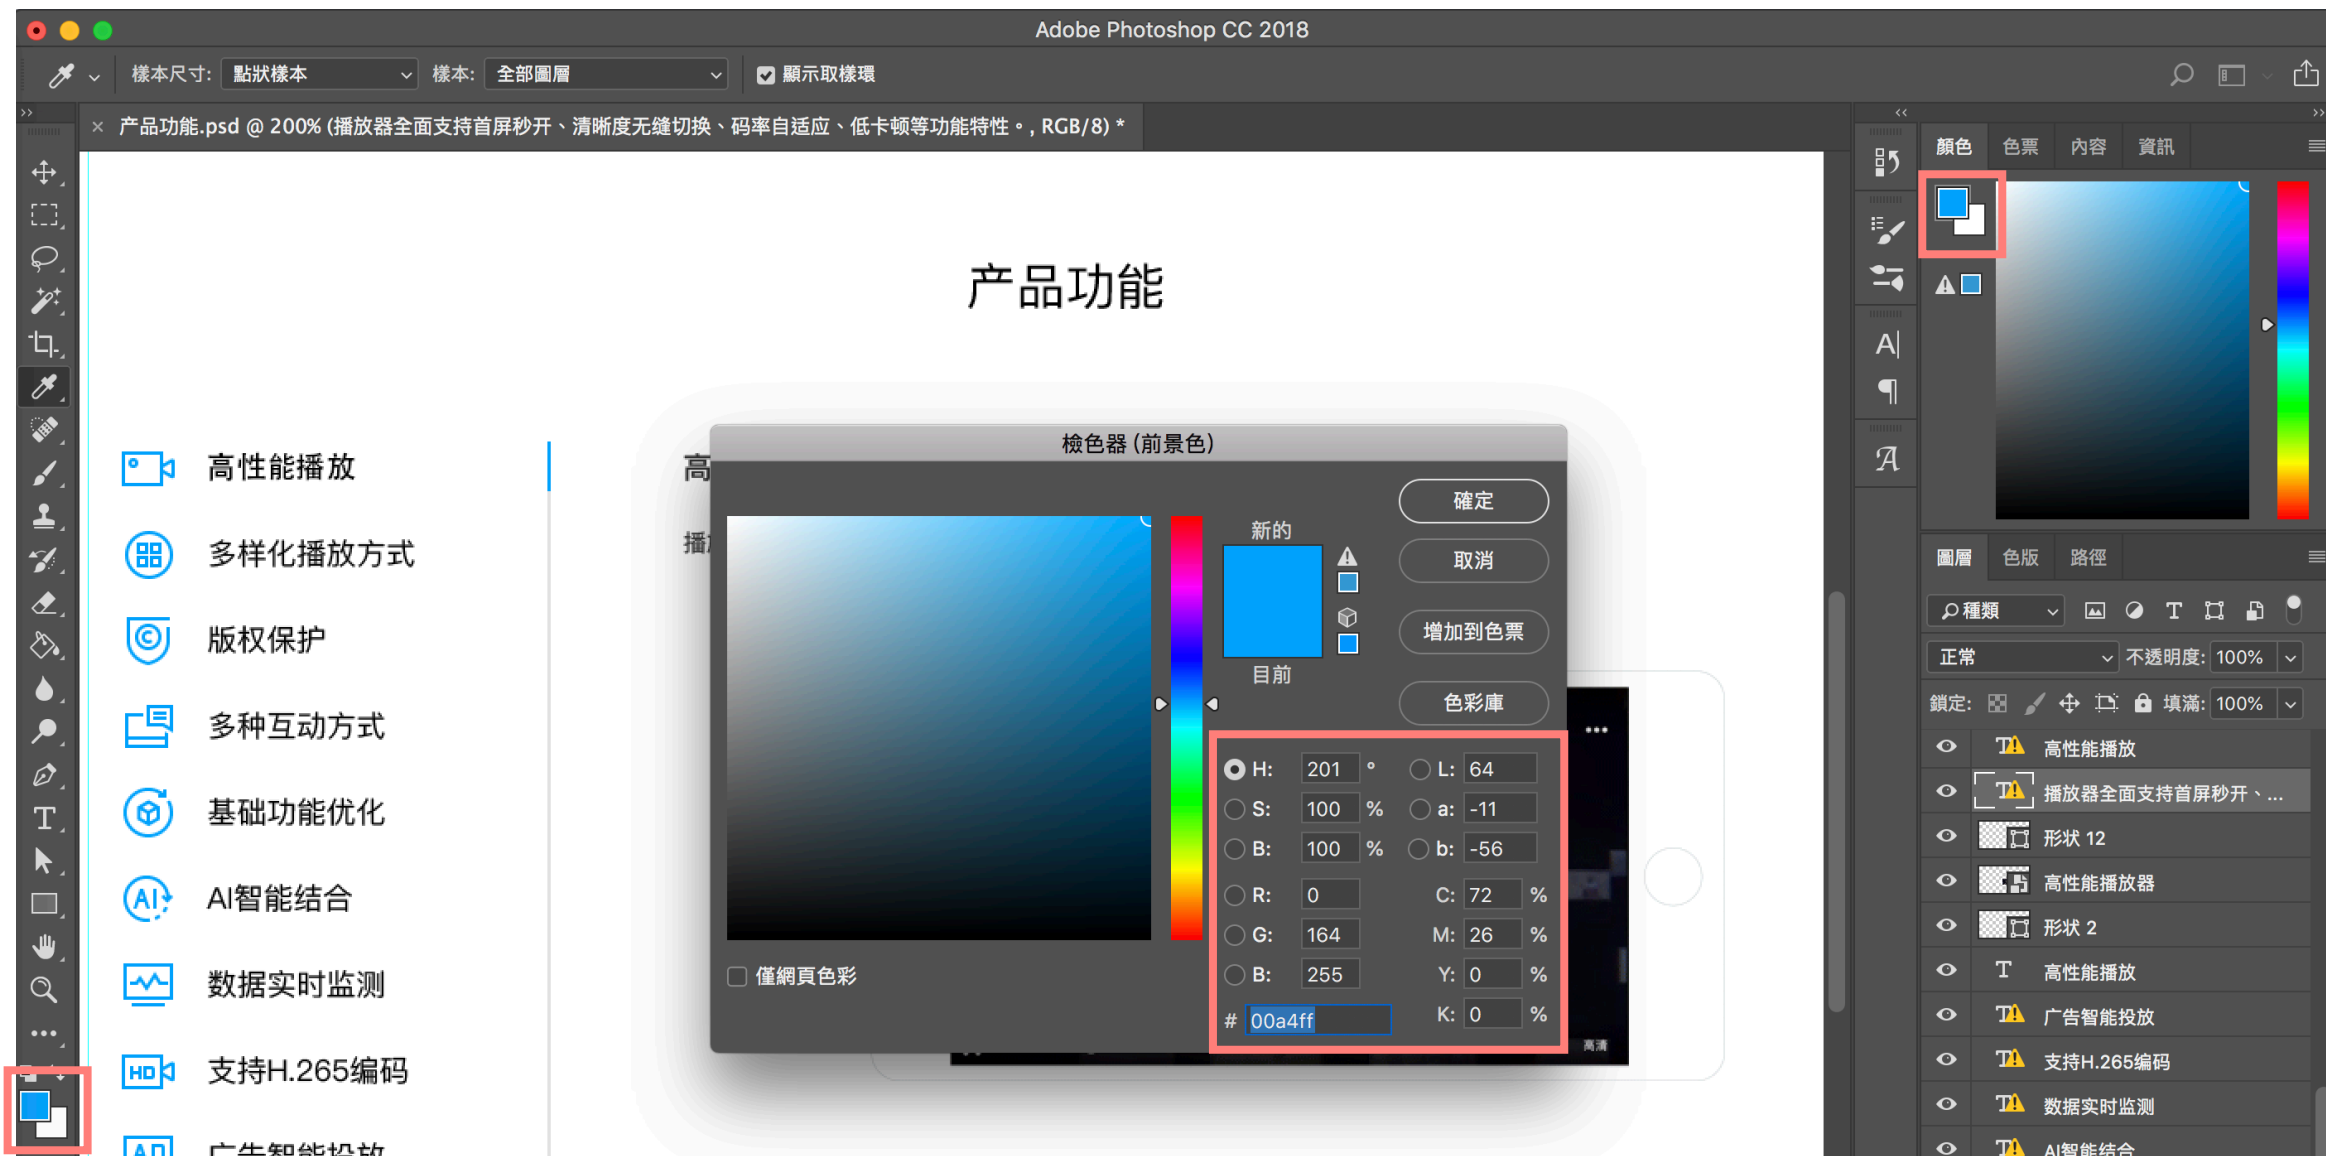 Adobe Photoshop CC 2018
樣本尺寸: 點狀樣本 樣本: 全部圖層 顯示取樣環
× 产品功能.psd @ 200% (播放器全面支持首屏秒开、清晰度无缝切换、码率自适应、低卡顿等功能特性。, RGB/8) *
产品功能
高性能播放
多样化播放方式
版权保护
多种互动方式
基础功能优化
AI
AI智能结合
数据实时监测
HD
支持H.265编码
高
播
檢色器 (前景色)
新的
目前
確定
取消
增加到色票
色彩庫
H: 201 ° L: 64
S: 100 % a: -11
B: 100 % b: -56
R: 0 C: 72 %
G: 164 M: 26 %
B: 255 Y: 0 %
# 00a4ff K: 0 %
僅網頁色彩
高清
顏色 色票 內容 資訊
圖層 色版 路徑
種類
正常 不透明度: 100%
鎖定: 填滿: 100%
高性能播放
播放器全面支持首屏秒开、...
形状 12
高性能播放器
形状 2
T 高性能播放
广告智能投放
支持H.265编码
数据实时监测
AI智能结合